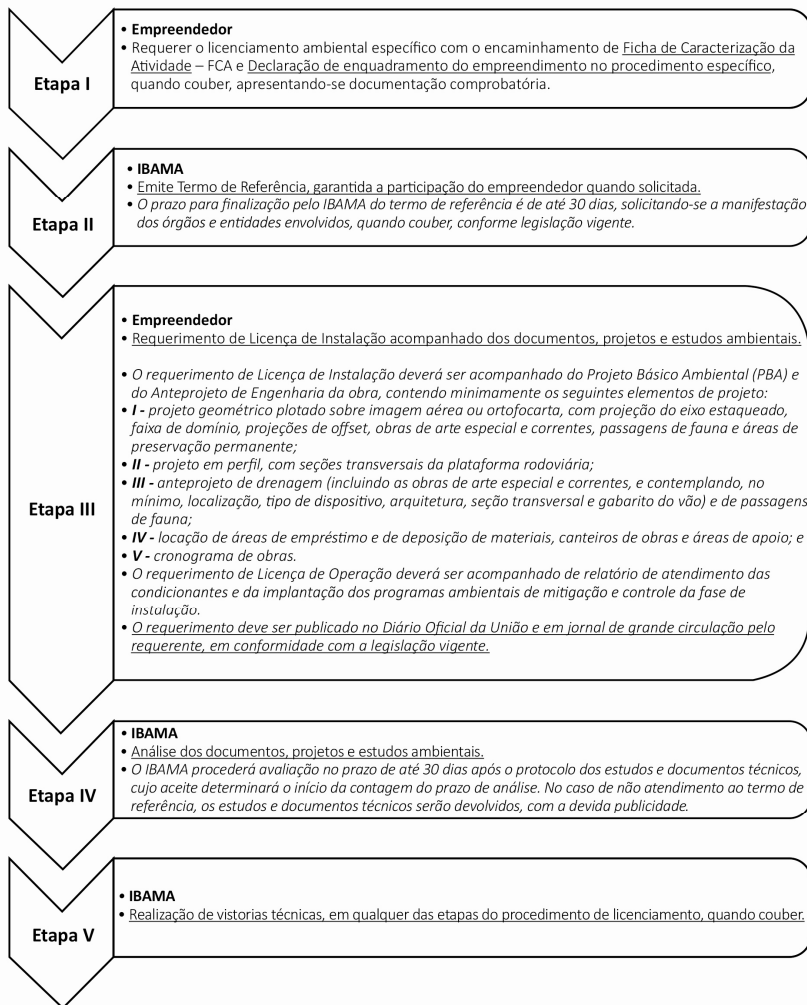 Etapa I
• Empreendedor
• Requerer o licenciamento ambiental específico com o encaminhamento de Ficha de Caracterização da
Atividade – FCA e Declaração de enquadramento do empreendimento no procedimento específico,
quando couber, apresentando-se documentação comprobatória.
Etapa II
• IBAMA
• Emite Termo de Referência, garantida a participação do empreendedor quando solicitada.
• O prazo para finalização pelo IBAMA do termo de referência é de até 30 dias, solicitando-se a manifestação
dos órgãos e entidades envolvidos, quando couber, conforme legislação vigente.
Etapa III
• Empreendedor
• Requerimento de Licença de Instalação acompanhado dos documentos, projetos e estudos ambientais.
• O requerimento de Licença de Instalação deverá ser acompanhado do Projeto Básico Ambiental (PBA) e
do Anteprojeto de Engenharia da obra, contendo minimamente os seguintes elementos de projeto:
• I - projeto geométrico plotado sobre imagem aérea ou ortofocarta, com projeção do eixo estaqueado,
faixa de domínio, projeções de offset, obras de arte especial e correntes, passagens de fauna e áreas de
preservação permanente;
• II - projeto em perfil, com seções transversais da plataforma rodoviária;
• III - anteprojeto de drenagem (incluindo as obras de arte especial e correntes, e contemplando, no
mínimo, localização, tipo de dispositivo, arquitetura, seção transversal e gabarito do vão) e de passagens
de fauna;
• IV - locação de áreas de empréstimo e de deposição de materiais, canteiros de obras e áreas de apoio; e
• V - cronograma de obras.
• O requerimento de Licença de Operação deverá ser acompanhado de relatório de atendimento das
condicionantes e da implantação dos programas ambientais de mitigação e controle da fase de
instalação.
• O requerimento deve ser publicado no Diário Oficial da União e em jornal de grande circulação pelo
requerente, em conformidade com a legislação vigente.
Etapa IV
• IBAMA
• Análise dos documentos, projetos e estudos ambientais.
• O IBAMA procederá avaliação no prazo de até 30 dias após o protocolo dos estudos e documentos técnicos,
cujo aceite determinará o início da contagem do prazo de análise. No caso de não atendimento ao termo de
referência, os estudos e documentos técnicos serão devolvidos, com a devida publicidade.
Etapa V
• IBAMA
• Realização de vistorias técnicas, em qualquer das etapas do procedimento de licenciamento, quando couber.